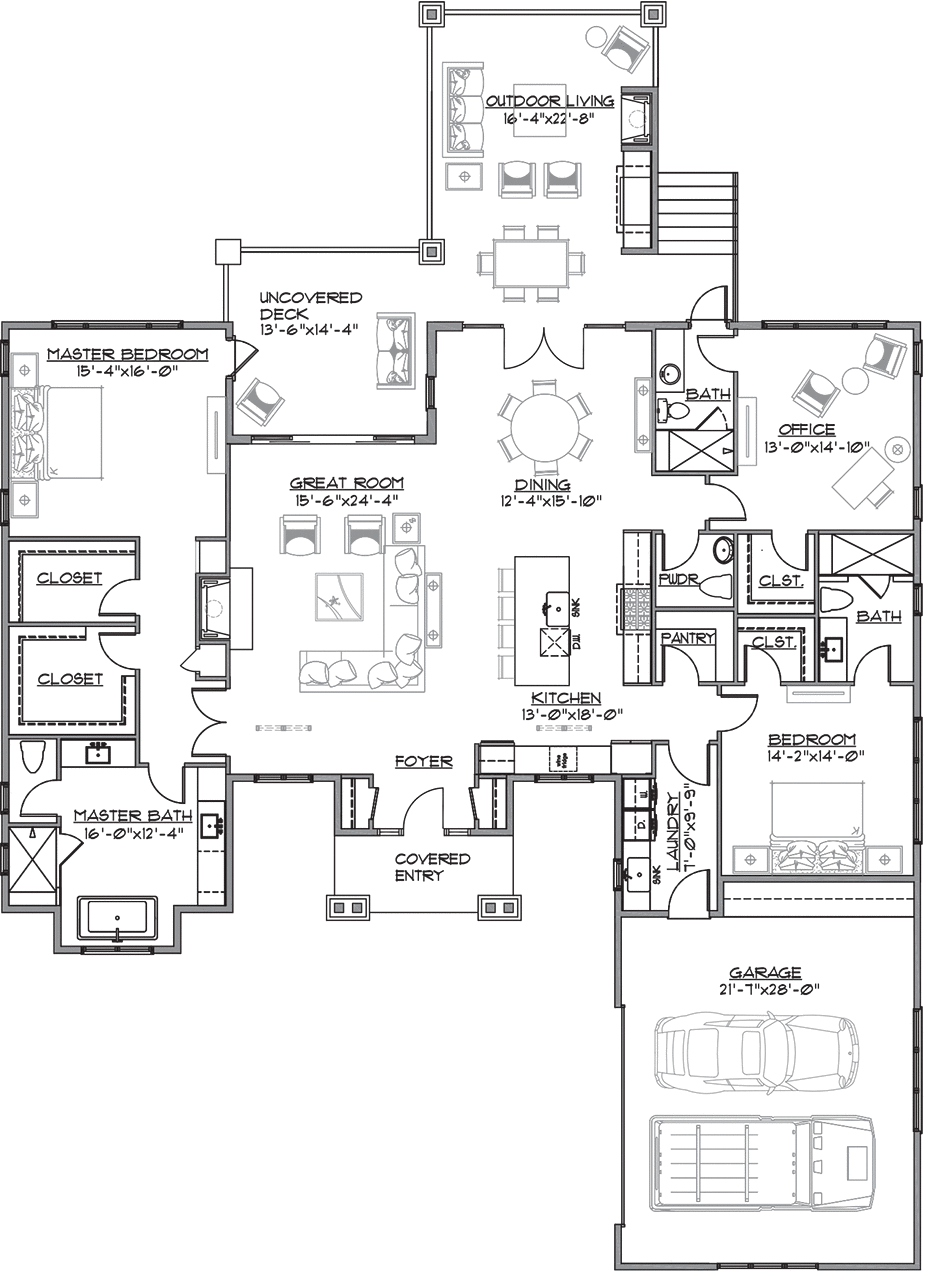 OUTDOOR LIVING
16'-4"x22'-8"
UNCOVERED
DECK
13'-6"x14'-4"
MASTER BEDROOM
15'-4"x16'-0"
K
BATH
OFFICE
13'-0"x14'-10"
GREAT ROOM
15'-6"x24'-4"
DINING
12'-4"x15'-10"
CLOSET
PWDR
CLST.
BATH
SINK
D.W.
PANTRY
CLST.
CLOSET
KITCHEN
13'-0"x18'-0"
BEDROOM
14'-2"x14'-0"
K
FOYER
wine
fridge
MASTER BATH
16'-0"x12'-4"
W.
D.
LAUNDRY
7'-0"x9'-9"
SINK
COVERED
ENTRY
GARAGE
21'-7"x28'-0"